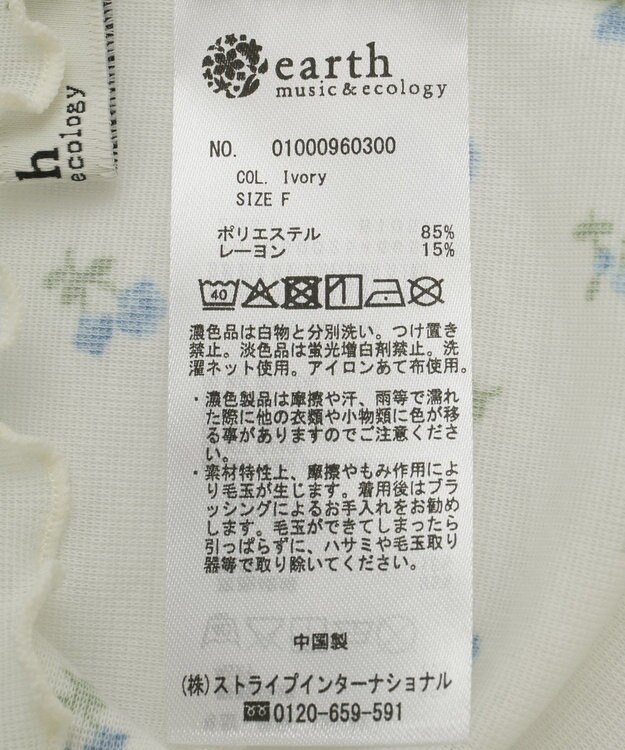 h
ecology
earth
music&ecology
NO. 01000960300
COL. Ivory
SIZE F
ポリエステル 85%
レーヨン 15%
40
濃色品は白物と分別洗い。つけ置き
禁止。淡色品は蛍光増白剤禁止。洗
濯ネット使用。アイロンあて布使用。
・濃色製品は摩擦や汗、雨等で濡れ
た際に他の衣類や小物類に色が移
る事がありますのでご注意くださ
い。
・素材特性上、摩擦やもみ作用によ
り毛玉が生じます。着用後はブラ
ッシングによるお手入れをお勧め
します。毛玉ができてしまったら
引っぱらずに、ハサミや毛玉取り
器等で取り除いてください。
中国製
(株)ストライプインターナショナル
0120-659-591